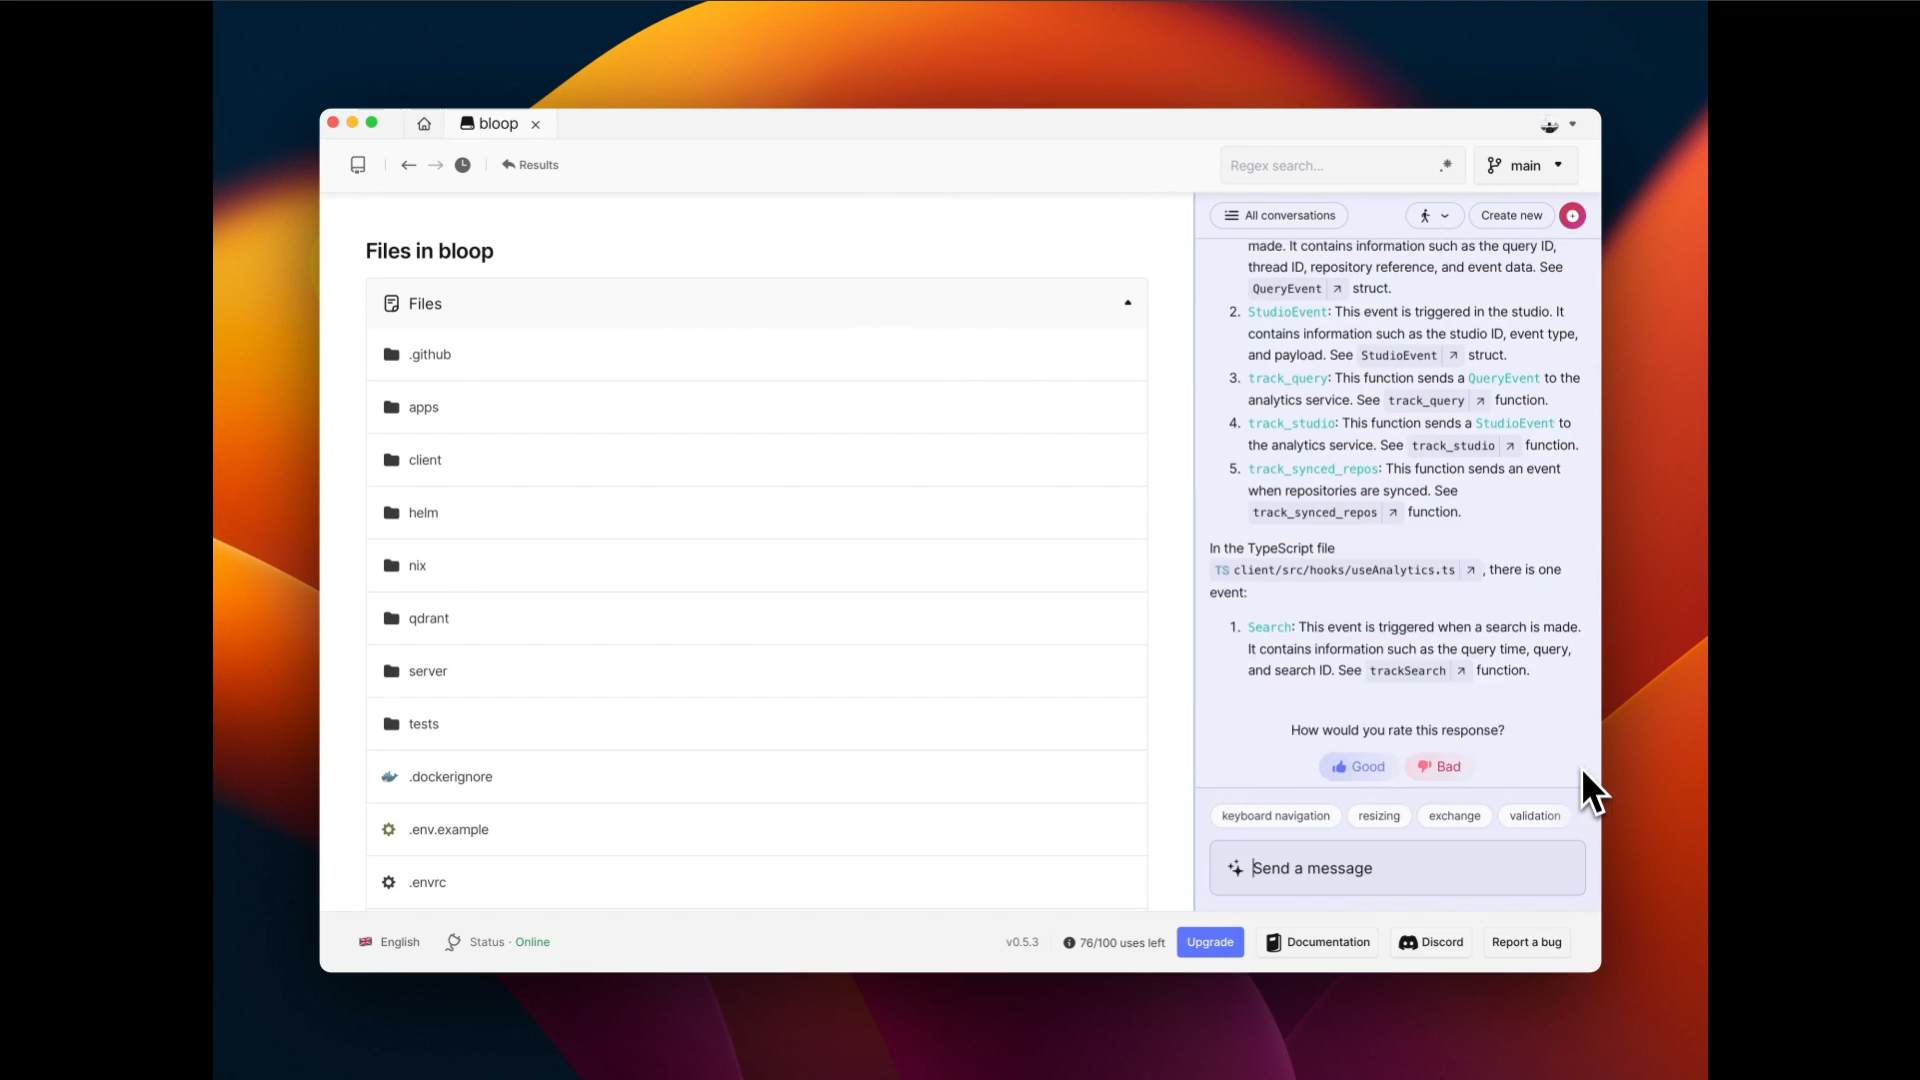 bloop
Results
Regex search...
.*
main
Files in bloop
Files
.github
apps
client
helm
nix
qdrant
server
tests
.dockerignore
.env.example
.envrc
All conversations
Create new
made. It contains information such as the query ID,
thread ID, repository reference, and event data. See
QueryEvent struct.
2. StudioEvent: This event is triggered in the studio. It
contains information such as the studio ID, event type,
and payload. See StudioEvent struct.
3. track_query: This function sends a QueryEvent to the
analytics service. See track_query function.
4. track_studio: This function sends a StudioEvent to
the analytics service. See track_studio function.
5. track_synced_repos: This function sends an event
when repositories are synced. See
track_synced_repos function.
In the TypeScript file
TS client/src/hooks/useAnalytics.ts , there is one
event:
1. Search: This event is triggered when a search is made.
It contains information such as the query time, query,
and search ID. See trackSearch function.
How would you rate this response?
Good Bad
keyboard navigation resizing exchange validation
Send a message
English Status · Online v0.5.3 76/100 uses left Upgrade Documentation Discord Report a bug